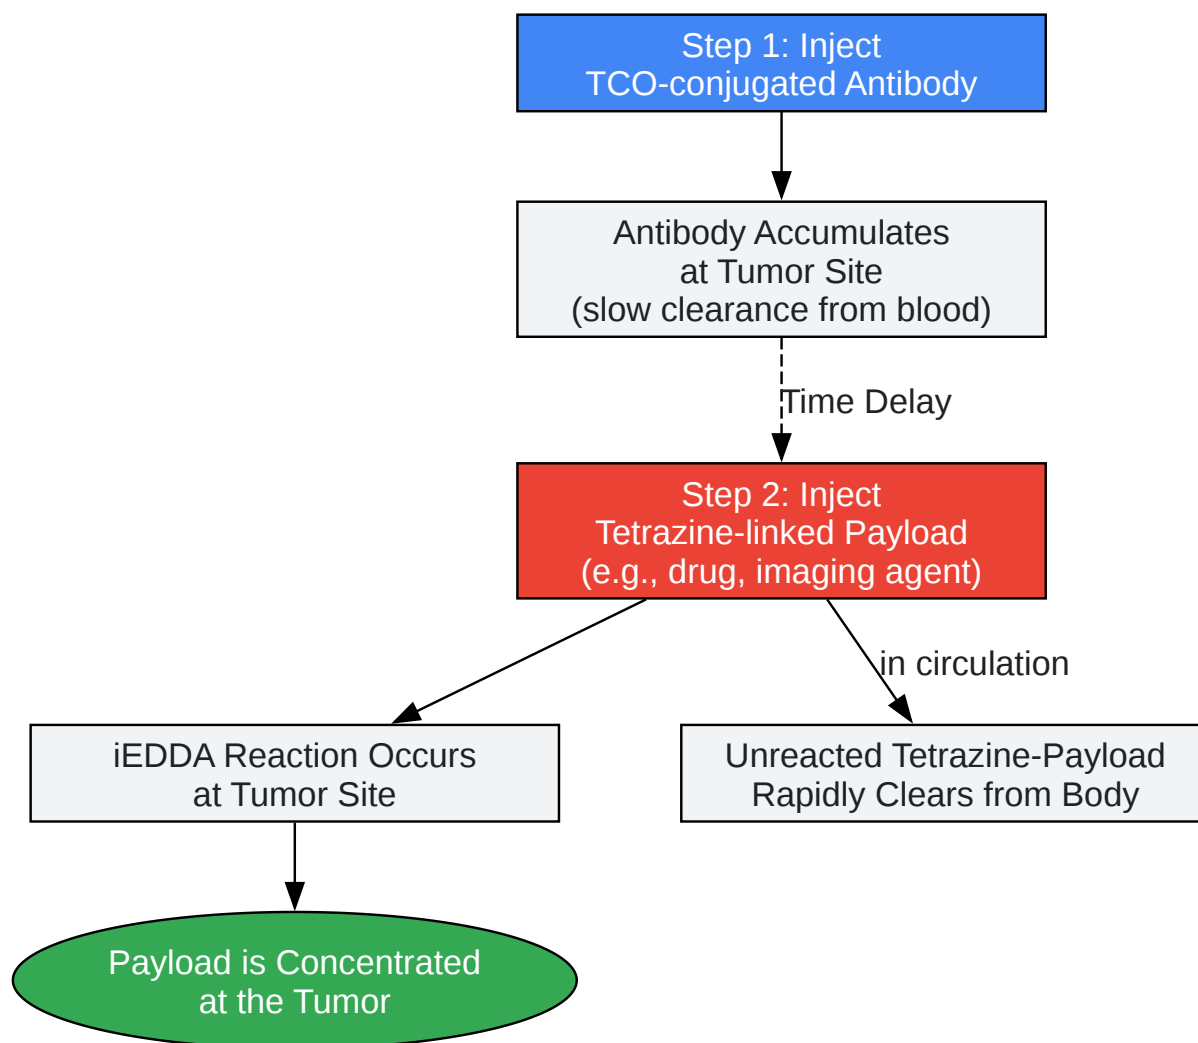 Step 1: Inject
TCO-conjugated Antibody
Antibody Accumulates
at Tumor Site
(slow clearance from blood)
Time Delay
Step 2: Inject
Tetrazine-linked Payload
(e.g., drug, imaging agent)
in circulation
iEDDA Reaction Occurs
at Tumor Site
Unreacted Tetrazine-Payload
Rapidly Clears from Body
Payload is Concentrated
at the Tumor